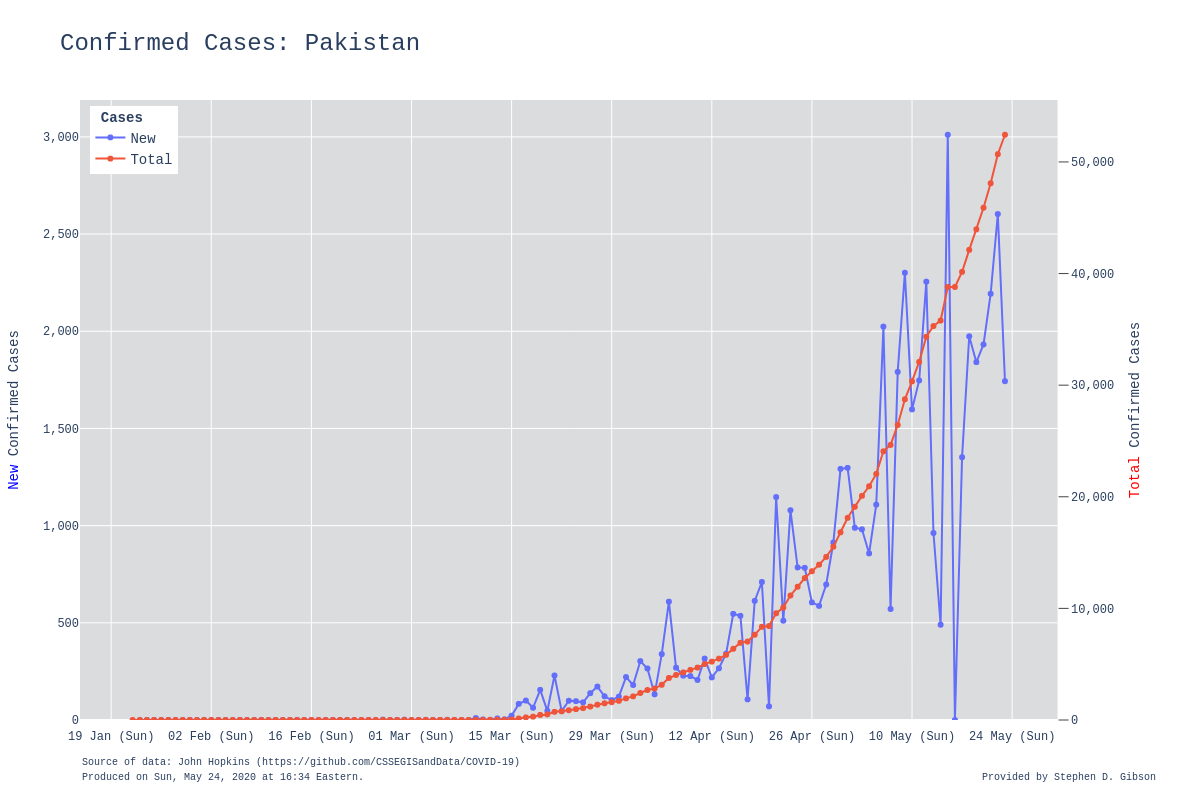 Confirmed Cases: Pakistan
Cases
New
Total
3,000
2,500
2,000
1,500
1,000
500
0
50,000
40,000
30,000
20,000
10,000
0
New Confirmed Cases
Total Confirmed Cases
19 Jan (Sun) 02 Feb (Sun) 16 Feb (Sun) 01 Mar (Sun) 15 Mar (Sun) 29 Mar (Sun) 12 Apr (Sun) 26 Apr (Sun) 10 May (Sun) 24 May (Sun)
Source of data: John Hopkins (https://github.com/CSSEGISandData/COVID-19)
Produced on Sun, May 24, 2020 at 16:34 Eastern.
Provided by Stephen D. Gibson